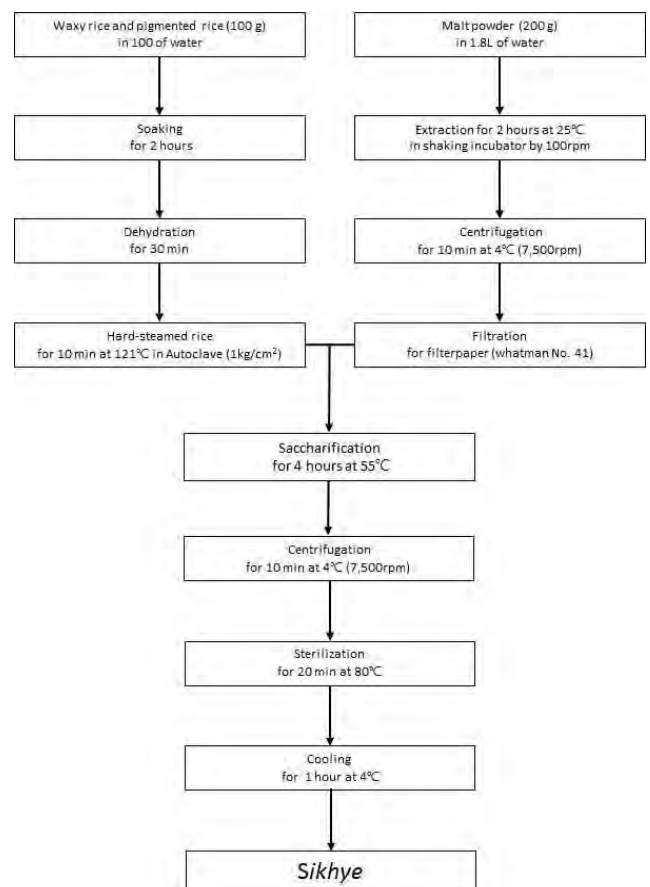 Waxy rice and pigmented rice (100 g)
in 100 of water
Soaking
for 2 hours
Dehydration
for 30 min
Hard-steamed rice
for 10 min at 121℃ in Autoclave (1kg/cm²)
Malt powder (200 g)
in 1.8L of water
Extraction for 2 hours at 25℃
in shaking incubator by 100rpm
Centrifugation
for 10 min at 4℃ (7,500rpm)
Filtration
for filterpaper (whatman No. 41)
Saccharification
for 4 hours at 55℃
Centrifugation
for 10 min at 4℃ (7,500rpm)
Sterilization
for 20 min at 80℃
Cooling
for 1 hour at 4℃
Sikhye